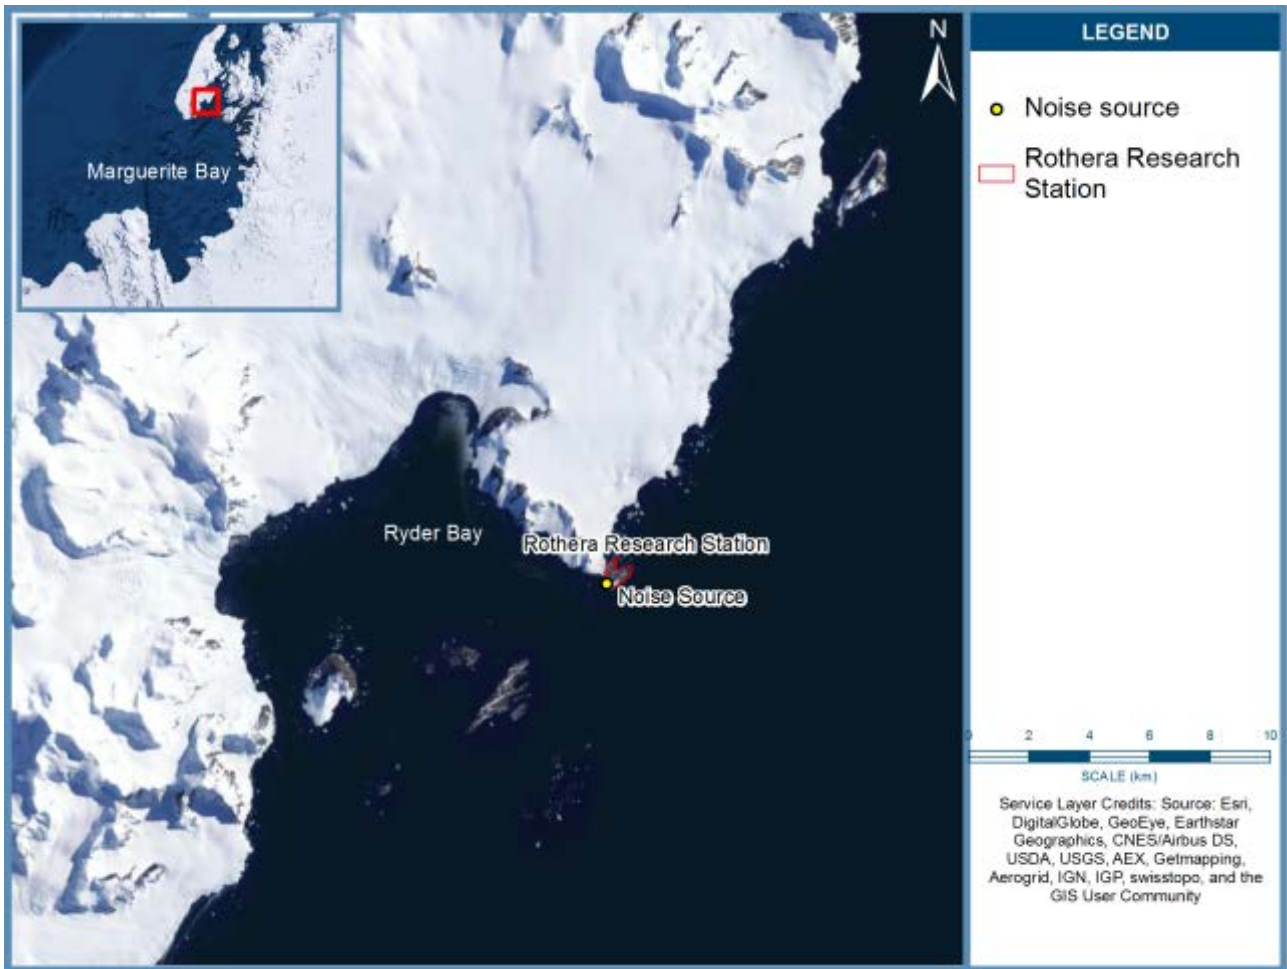 N
Marguerite Bay
Ryder Bay
Rothera Research Station
Noise Source
LEGEND
Noise source
Rothera Research
Station
0 2 4 6 8 10
SCALE (km)
Service Layer Credits: Source: Esri,
DigitalGlobe, GeoEye, Earthstar
Geographics, CNES/Airbus DS,
USDA, USGS, AEX, Getmapping,
Aerogrid, IGN, IGP, swisstopo, and the
GIS User Community